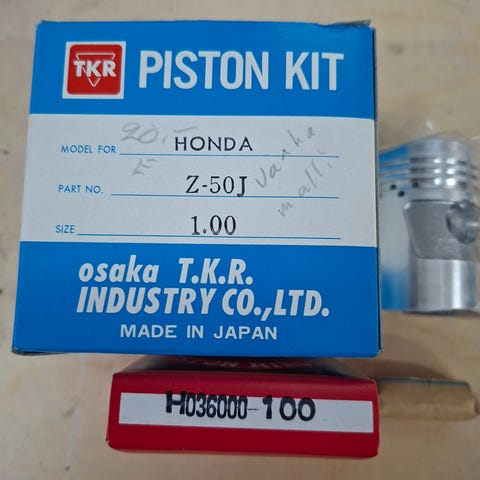 TKR PISTON KIT
MODEL FOR HONDA
20.-
PART NO. Z-50J
vanha
malli
SIZE 1.00
osaka T.K.R.
INDUSTRY CO., LTD.
MADE IN JAPAN
H036000-100